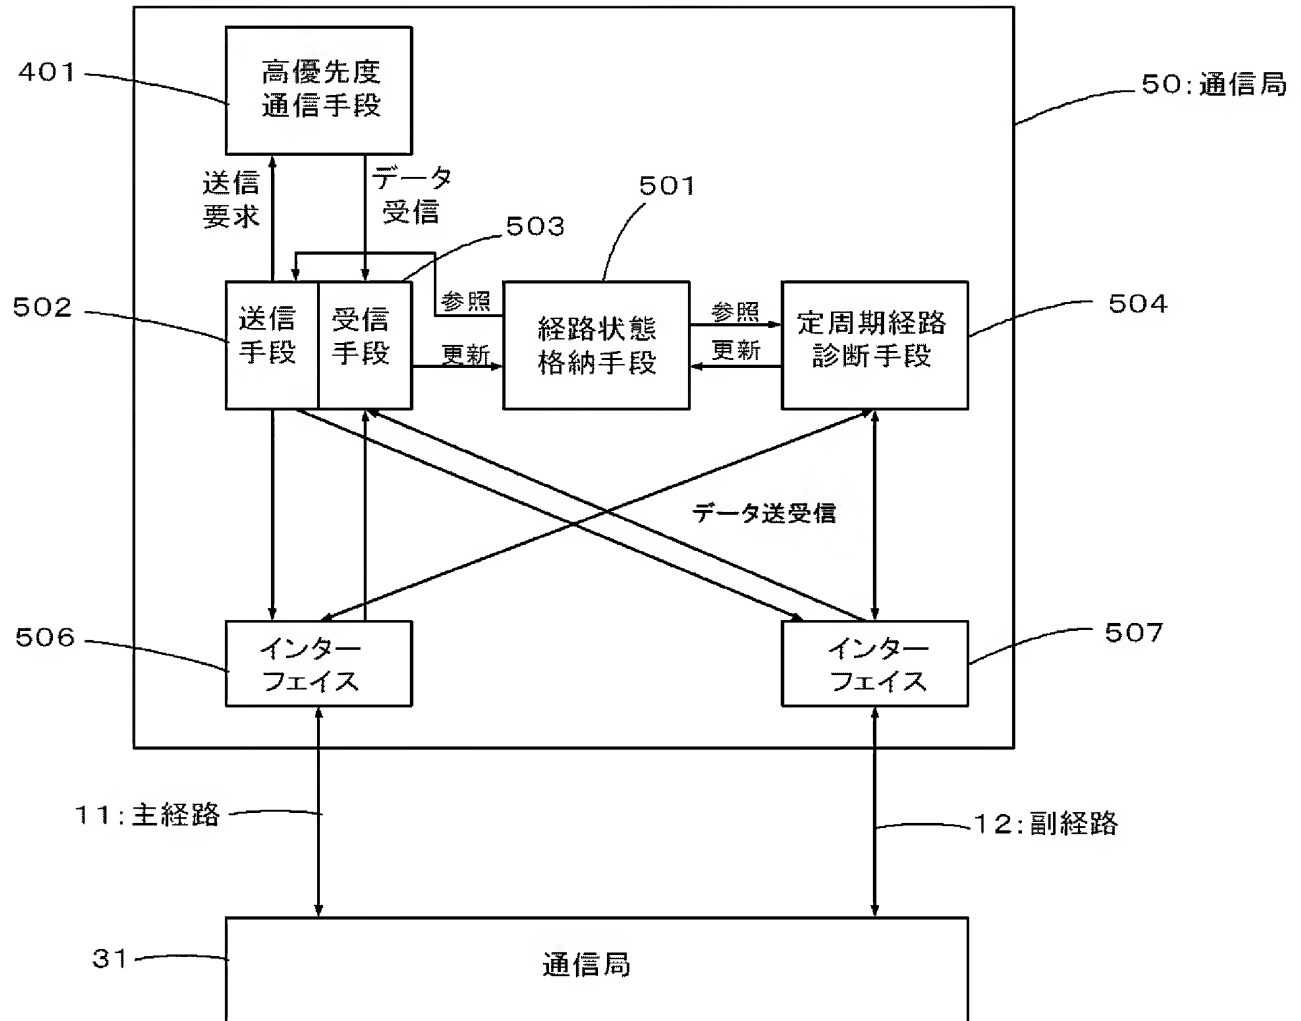 401
高優先度
通信手段
50:通信局
送信
要求
データ
受信
501
503
502
送信
手段
受信
手段
参照
更新
経路状態
格納手段
参照
更新
定周期経路
診断手段
504
データ送受信
506
インター
フェイス
インター
フェイス
507
11:主経路
12:副経路
31
通信局